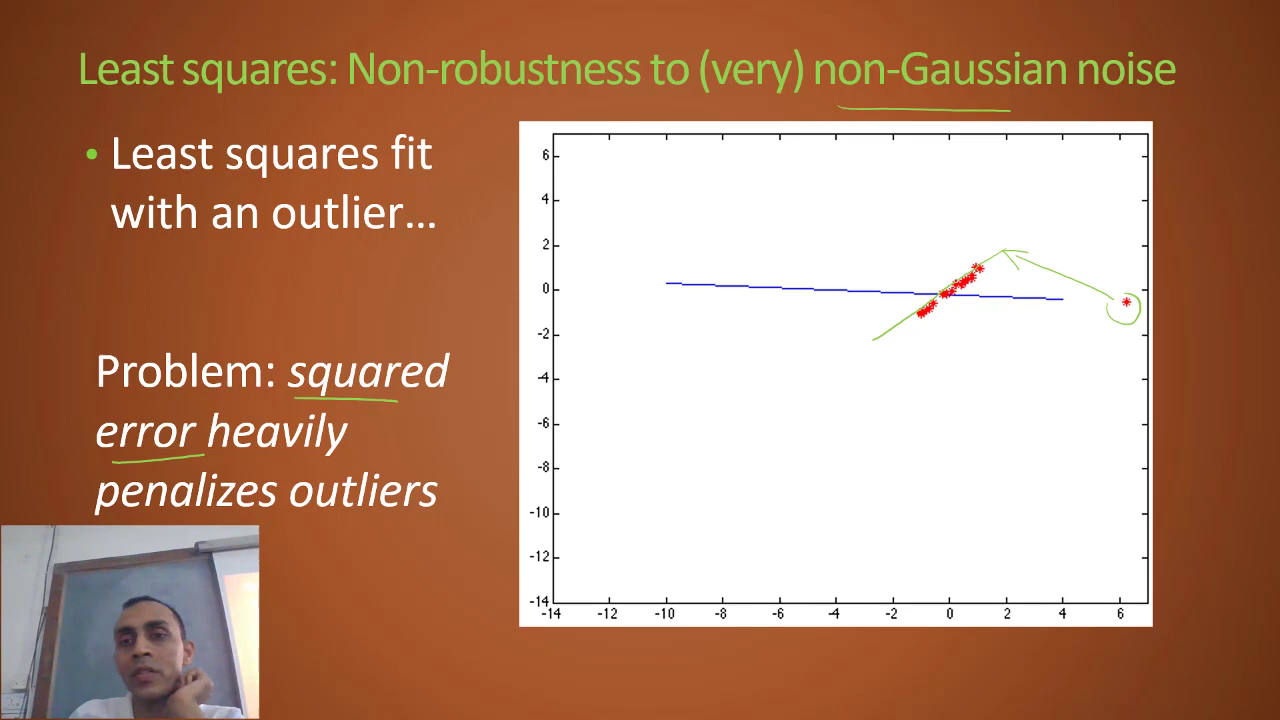 Least squares: Non-robustness to (very) non-Gaussian noise
• Least squares fit
with an outlier…
Problem: squared
error heavily
penalizes outliers
6
4
2
0
-2
-4
-6
-8
-10
-12
-14
-14 -12 -10 -8 -6 -4 -2 0 2 4 6